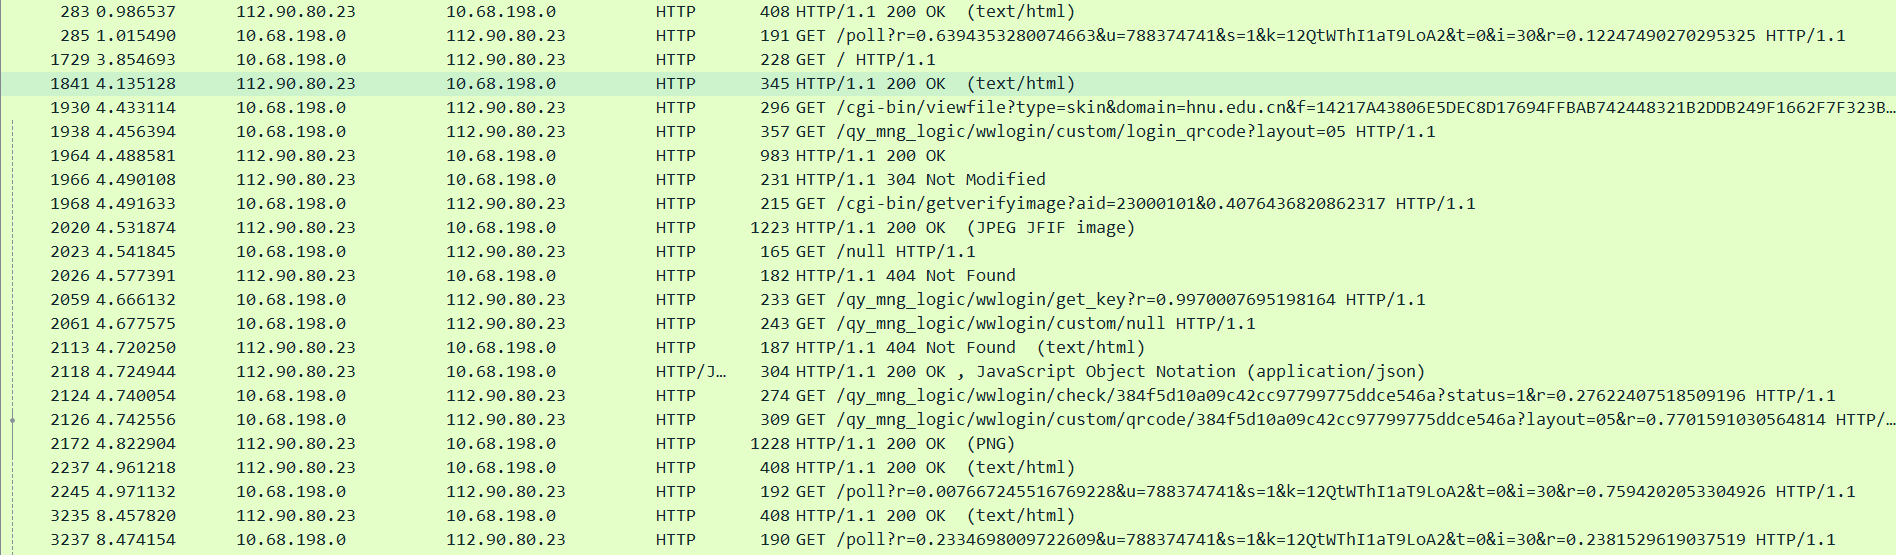 283 0.986537 112.90.80.23 10.68.198.0 HTTP 408 HTTP/1.1 200 OK (text/html)
285 1.015490 10.68.198.0 112.90.80.23 HTTP 191 GET /poll?r=0.6394353280074663&u=788374741&s=1&k=12QtWThI1aT9LoA2&t=0&i=30&r=0.12247490270295325 HTTP/1.1
1729 3.854693 10.68.198.0 112.90.80.23 HTTP 228 GET / HTTP/1.1
1841 4.135128 112.90.80.23 10.68.198.0 HTTP 345 HTTP/1.1 200 OK (text/html)
1930 4.433114 10.68.198.0 112.90.80.23 HTTP 296 GET /cgi-bin/viewfile?type=skin&domain=hnu.edu.cn&f=14217A43806E5DEC8D17694FFBAB742448321B2DDB249F1662F7F323B…
1938 4.456394 10.68.198.0 112.90.80.23 HTTP 357 GET /qy_mng_logic/wwlogin/custom/login_qrcode?layout=05 HTTP/1.1
1964 4.488581 112.90.80.23 10.68.198.0 HTTP 983 HTTP/1.1 200 OK
1966 4.490108 112.90.80.23 10.68.198.0 HTTP 231 HTTP/1.1 304 Not Modified
1968 4.491633 10.68.198.0 112.90.80.23 HTTP 215 GET /cgi-bin/getverifyimage?aid=23000101&0.4076436820862317 HTTP/1.1
2020 4.531874 112.90.80.23 10.68.198.0 HTTP 1223 HTTP/1.1 200 OK (JPEG JFIF image)
2023 4.541845 10.68.198.0 112.90.80.23 HTTP 165 GET /null HTTP/1.1
2026 4.577391 112.90.80.23 10.68.198.0 HTTP 182 HTTP/1.1 404 Not Found
2059 4.666132 10.68.198.0 112.90.80.23 HTTP 233 GET /qy_mng_logic/wwlogin/get_key?r=0.9970007695198164 HTTP/1.1
2061 4.677575 10.68.198.0 112.90.80.23 HTTP 243 GET /qy_mng_logic/wwlogin/custom/null HTTP/1.1
2113 4.720250 112.90.80.23 10.68.198.0 HTTP 187 HTTP/1.1 404 Not Found (text/html)
2118 4.724944 112.90.80.23 10.68.198.0 HTTP/J… 304 HTTP/1.1 200 OK , JavaScript Object Notation (application/json)
2124 4.740054 10.68.198.0 112.90.80.23 HTTP 274 GET /qy_mng_logic/wwlogin/check/384f5d10a09c42cc97799775ddce546a?status=1&r=0.27622407518509196 HTTP/1.1
2126 4.742556 10.68.198.0 112.90.80.23 HTTP 309 GET /qy_mng_logic/wwlogin/custom/qrcode/384f5d10a09c42cc97799775ddce546a?layout=05&r=0.7701591030564814 HTTP/…
2172 4.822904 112.90.80.23 10.68.198.0 HTTP 1228 HTTP/1.1 200 OK (PNG)
2237 4.961218 112.90.80.23 10.68.198.0 HTTP 408 HTTP/1.1 200 OK (text/html)
2245 4.971132 10.68.198.0 112.90.80.23 HTTP 192 GET /poll?r=0.007667245516769228&u=788374741&s=1&k=12QtWThI1aT9LoA2&t=0&i=30&r=0.7594202053304926 HTTP/1.1
3235 8.457820 112.90.80.23 10.68.198.0 HTTP 408 HTTP/1.1 200 OK (text/html)
3237 8.474154 10.68.198.0 112.90.80.23 HTTP 190 GET /poll?r=0.2334698009722609&u=788374741&s=1&k=12QtWThI1aT9LoA2&t=0&i=30&r=0.2381529619037519 HTTP/1.1